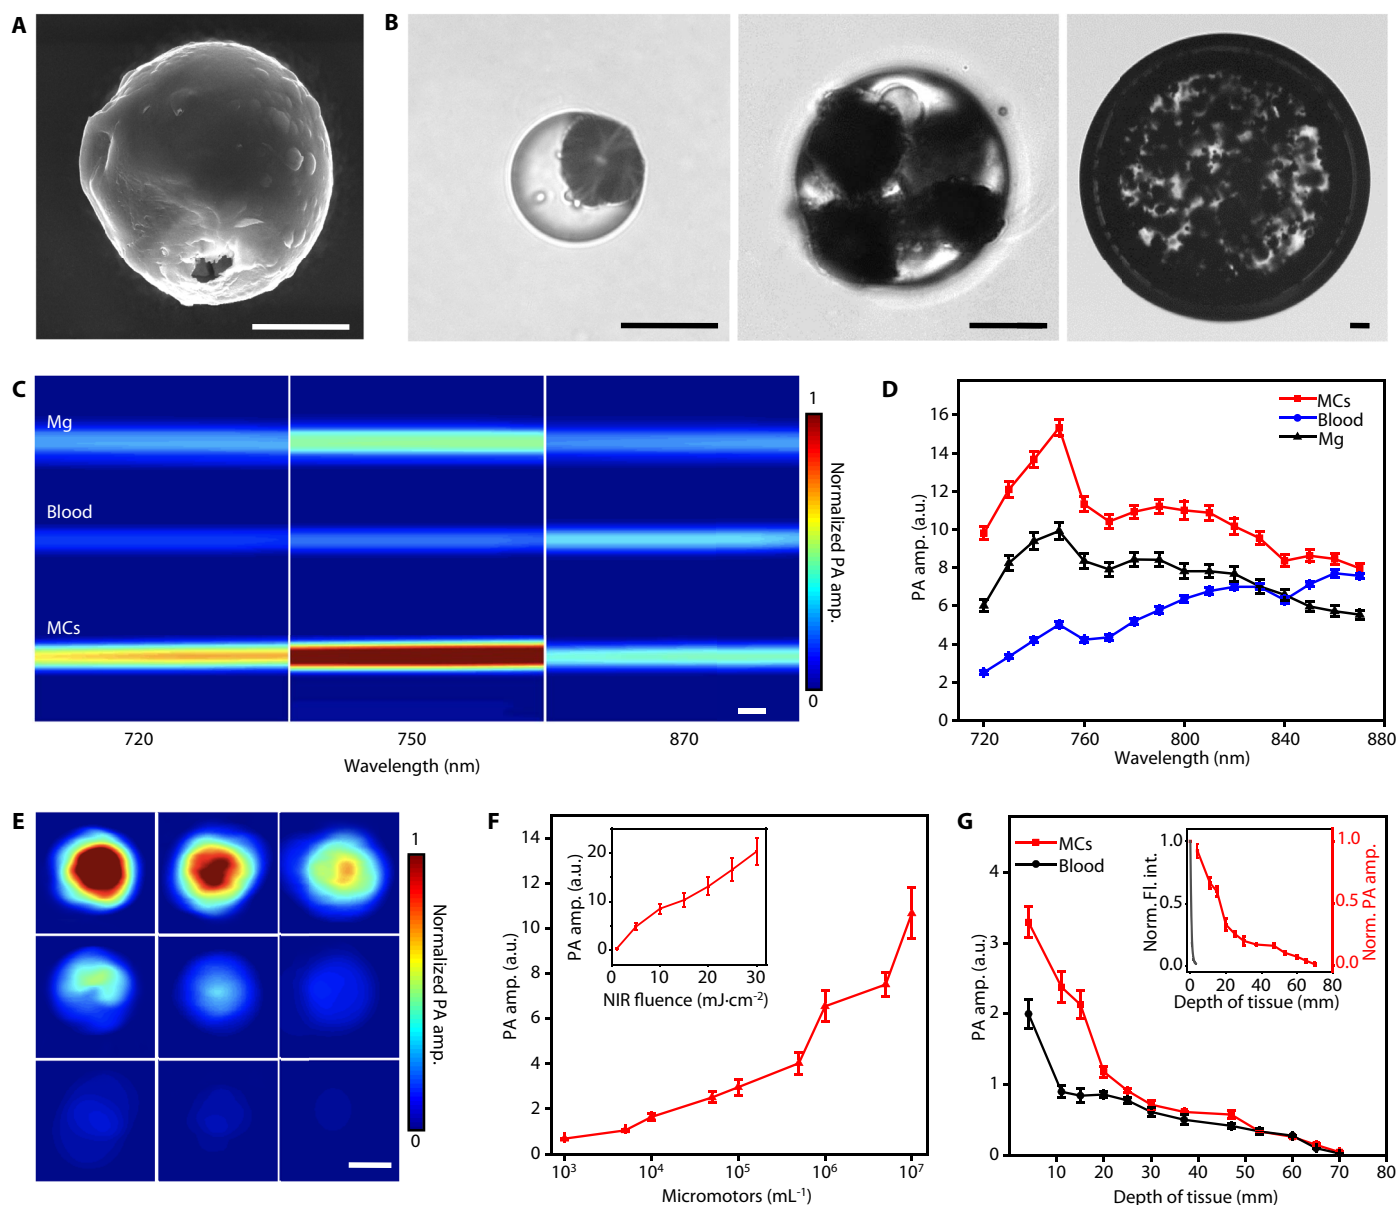 A
B
C
Mg
Blood
MCs
720
750
870
Wavelength (nm)
1
0
Normalized PA amp.
D
MCs
Blood
Mg
PA amp. (a.u.)
16
14
12
10
8
6
4
2
0
720
760
800
840
880
Wavelength (nm)
E
1
0
Normalized PA amp.
F
PA amp. (a.u.)
14
12
10
8
6
4
2
0
10³
10⁴
10⁵
10⁶
10⁷
Micromotors (mL⁻¹)
PA amp. (a.u.)
20
10
0
0
10
20
30
NIR fluence (mJ·cm⁻²)
G
MCs
Blood
PA amp. (a.u.)
4
3
2
1
0
10
20
30
40
50
60
70
80
Depth of tissue (mm)
Norm. Fl. int.
1.0
0.5
0.0
1.0
0.5
0.0
Norm. PA amp.
0
20
40
60
80
Depth of tissue (mm)